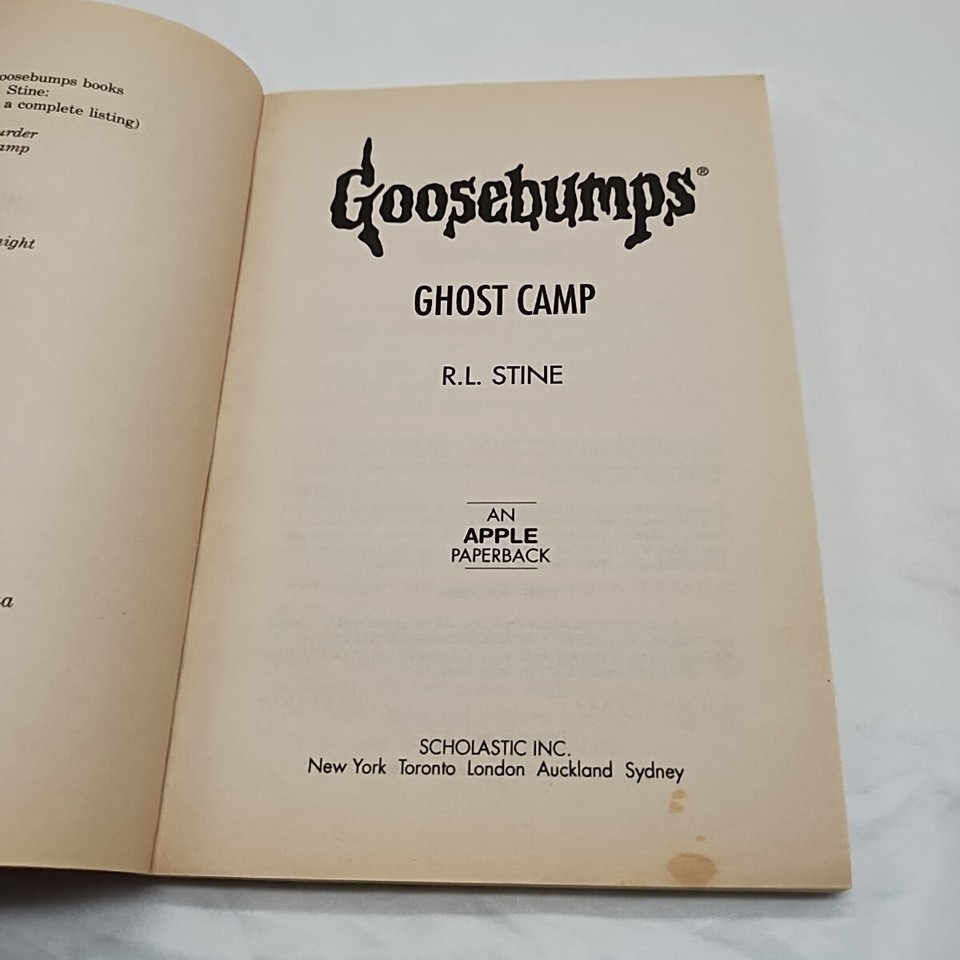 oosebumps books
Stine:
a complete listing)
urder
amp
ight
a
Goosebumps®
GHOST CAMP
R.L. STINE
AN
APPLE
PAPERBACK
SCHOLASTIC INC.
New York Toronto London Auckland Sydney